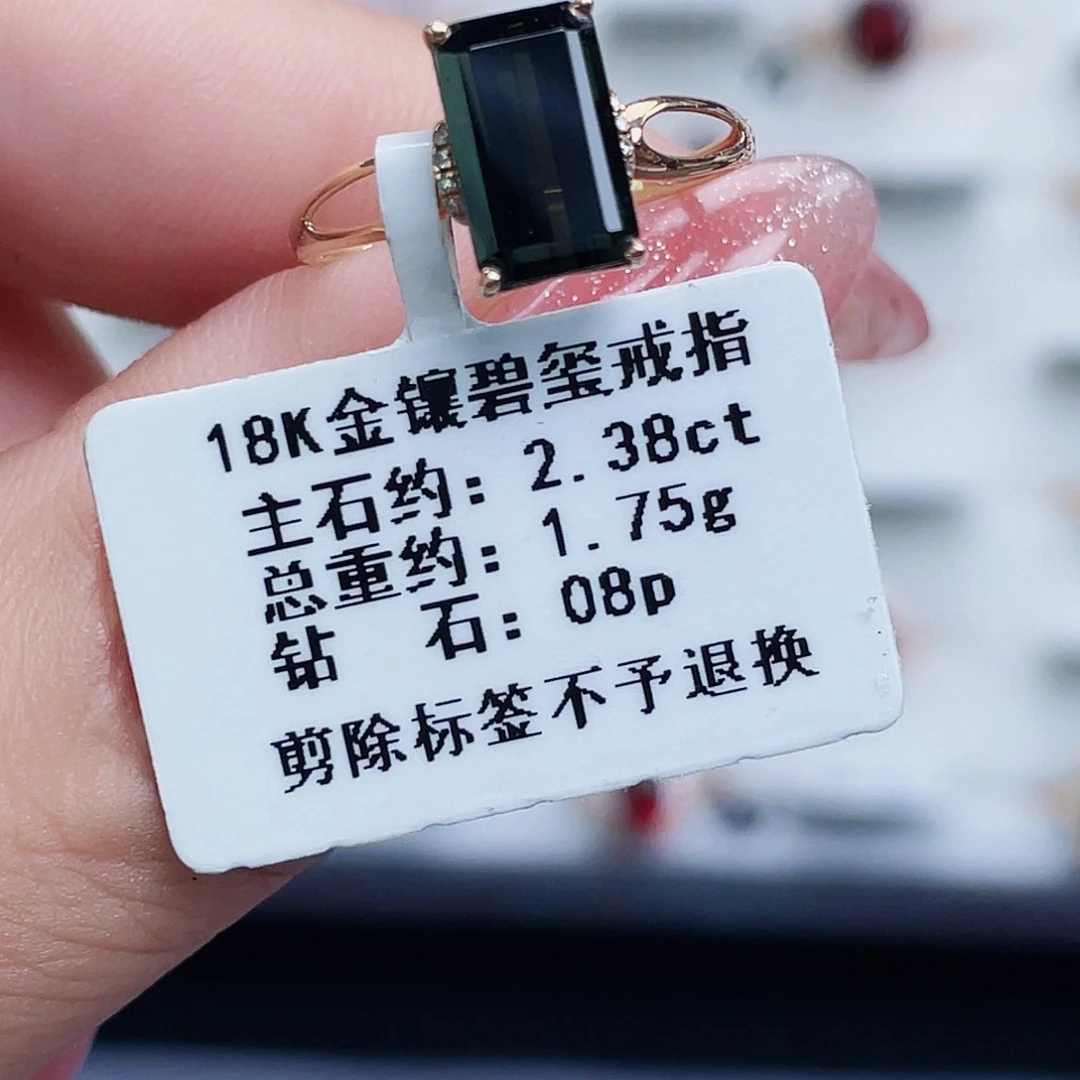 18K金镶碧玺戒指
主石约：2.38ct
总重约：1.75g
钻 石：08p
剪除标签不予退换